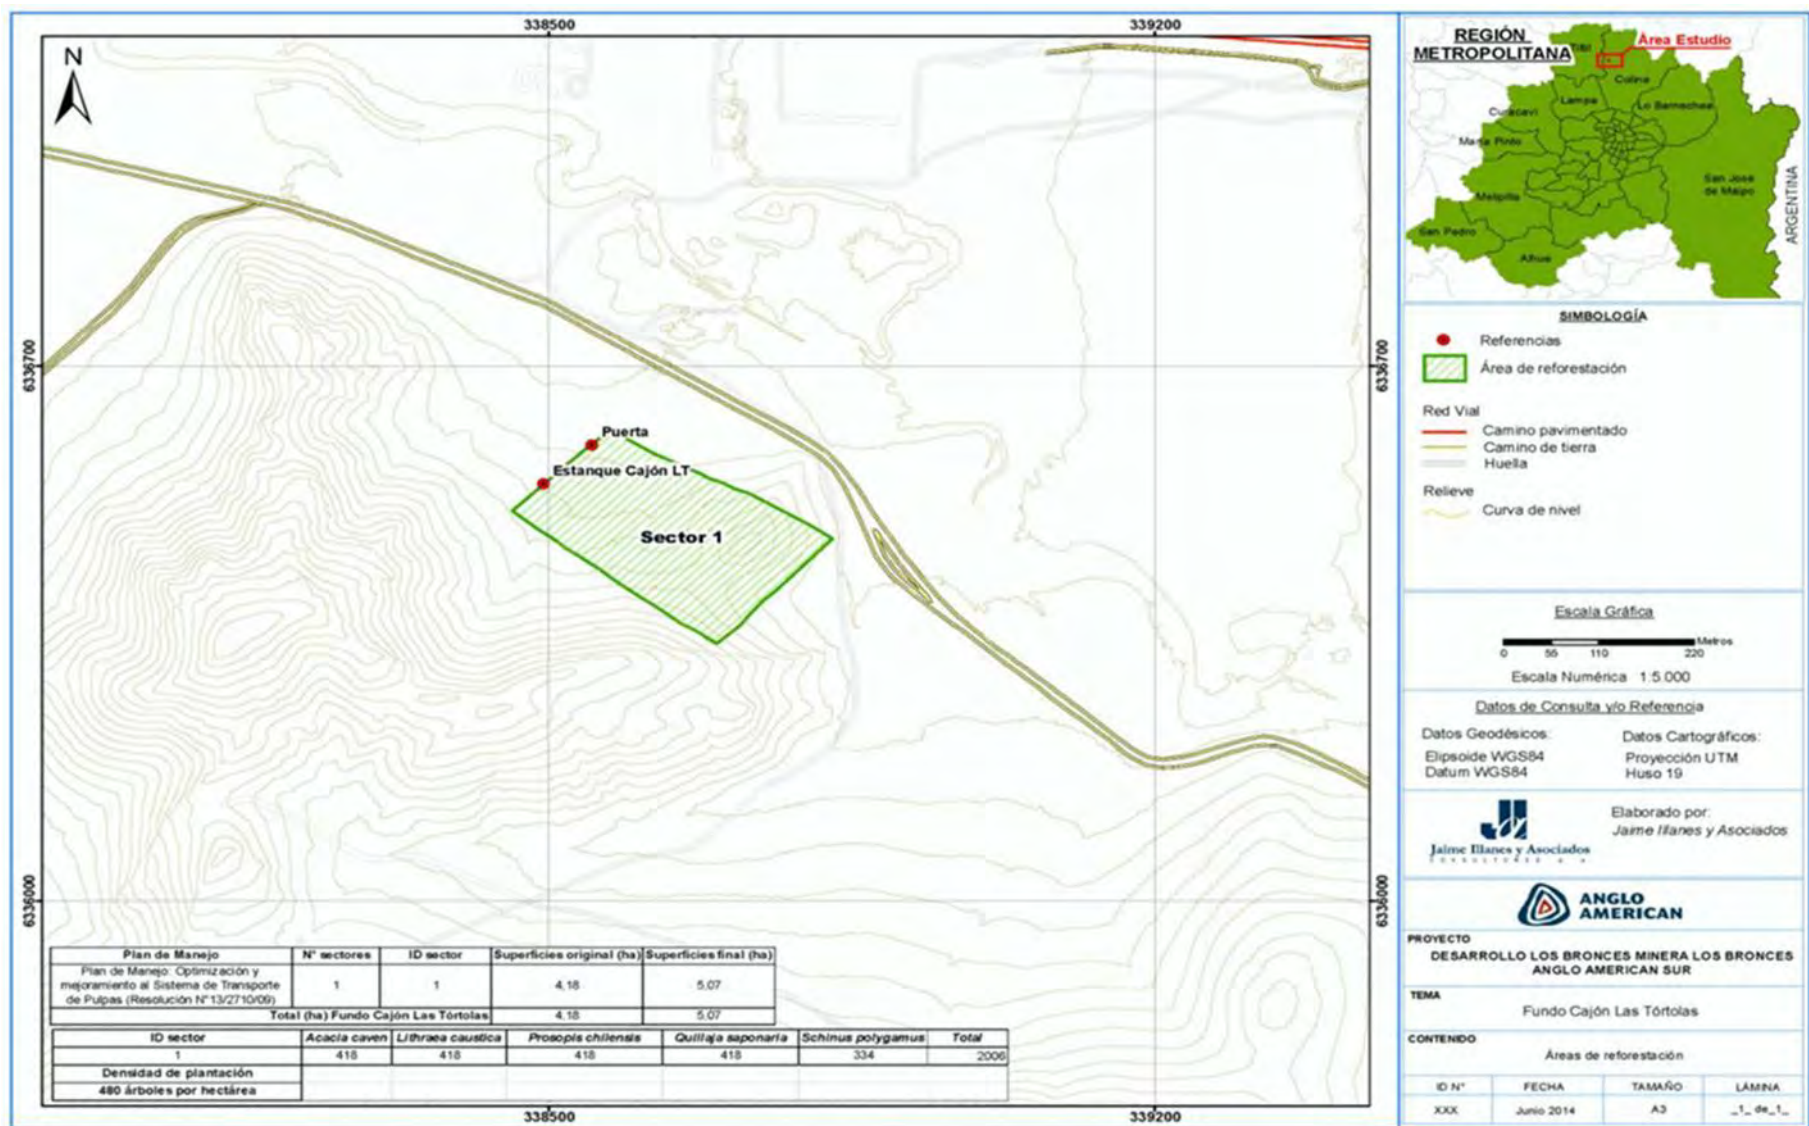 338500
339200
N
6336700
6336700
Puerta
Estanque Cajón LT
Sector 1
6336000
6336000
Plan de Manejo N° sectores ID sector Superficies original (ha) Superficies final (ha)
Plan de Manejo: Optimización y
mejoramiento al Sistema de Transporte
de Pulpas (Resolución N°13/2710/09) 1 1 4,18 5,07
Total (ha) Fundo Cajón Las Tórtolas 4,18 5,07
ID sector Acacia caven Lithraea caustica Prosopis chilensis Quillaja saponaria Schinus polygamus Total
1 418 418 418 418 334 2006
Densidad de plantación
480 árboles por hectárea
338500
339200
REGIÓN
METROPOLITANA
Área Estudio
Til
Colina
Lampa
Lo Barnechea
Curacaví
María Pinto
San José
de Maipo
Melipilla
San Pedro
Alhue
ARGENTINA
SIMBOLOGÍA
Referencias
Área de reforestación
Red Vial
Camino pavimentado
Camino de tierra
Huella
Relieve
Curva de nivel
Escala Gráfica
Metros
0 55 110 220
Escala Numérica 1:5.000
Datos de Consulta y/o Referencia
Datos Geodésicos: Datos Cartográficos:
Elipsoide WGS84 Proyección UTM
Datum WGS84 Huso 19
Elaborado por:
Jaime Illanes y Asociados
Jaime Illanes y Asociados
CONSULTORES S. A.
ANGLO
AMERICAN
PROYECTO
DESARROLLO LOS BRONCES MINERA LOS BRONCES
ANGLO AMERICAN SUR
TEMA
Fundo Cajón Las Tórtolas
CONTENIDO
Áreas de reforestación
ID N° FECHA TAMAÑO LÁMINA
XXX Junio 2014 A3 _1_ de_1_